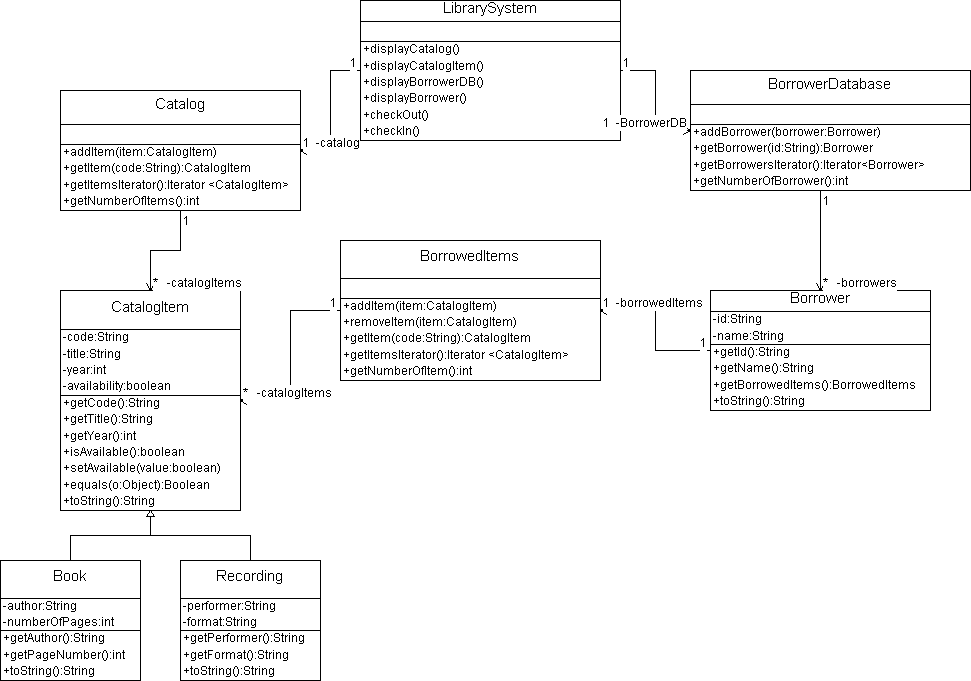 LibrarySystem
+displayCatalog()
+displayCatalogItem()
+displayBorrowerDB()
+displayBorrower()
+checkOut()
+checkIn()
1
1
1 -catalog
1 -BorrowerDB
Catalog
+addItem(item:CatalogItem)
+getItem(code:String):CatalogItem
+getItemsIterator():Iterator <CatalogItem>
+getNumberOfItems():int
1
* -catalogItems
BorrowerDatabase
+addBorrower(borrower:Borrower)
+getBorrower(id:String):Borrower
+getBorrowersIterator():Iterator<Borrower>
+getNumberOfBorrower():int
1
* -borrowers
BorrowedItems
+addItem(item:CatalogItem)
+removeItem(item:CatalogItem)
+getItem(code:String):CatalogItem
+getItemsIterator():Iterator <CatalogItem>
+getNumberOfItem():int
1
* -catalogItems
1 -borrowedItems
1
Borrower
-id:String
-name:String
+getId():String
+getName():String
+getBorrowedItems():BorrowedItems
+toString():String
CatalogItem
-code:String
-title:String
-year:int
-availability:boolean
+getCode():String
+getTitle():String
+getYear():int
+isAvailable():boolean
+setAvailable(value:boolean)
+equals(o:Object):Boolean
+toString():String
Book
-author:String
-numberOfPages:int
+getAuthor():String
+getPageNumber():int
+toString():String
Recording
-performer:String
-format:String
+getPerformer():String
+getFormat():String
+toString():String